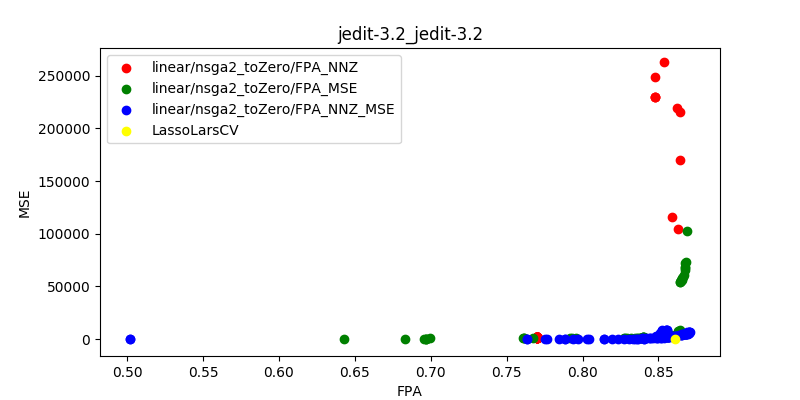 jedit-3.2_jedit-3.2
linear/nsga2_toZero/FPA_NNZ
linear/nsga2_toZero/FPA_MSE
linear/nsga2_toZero/FPA_NNZ_MSE
LassoLarsCV
250000
200000
150000
100000
50000
0
MSE
0.50 0.55 0.60 0.65 0.70 0.75 0.80 0.85
FPA